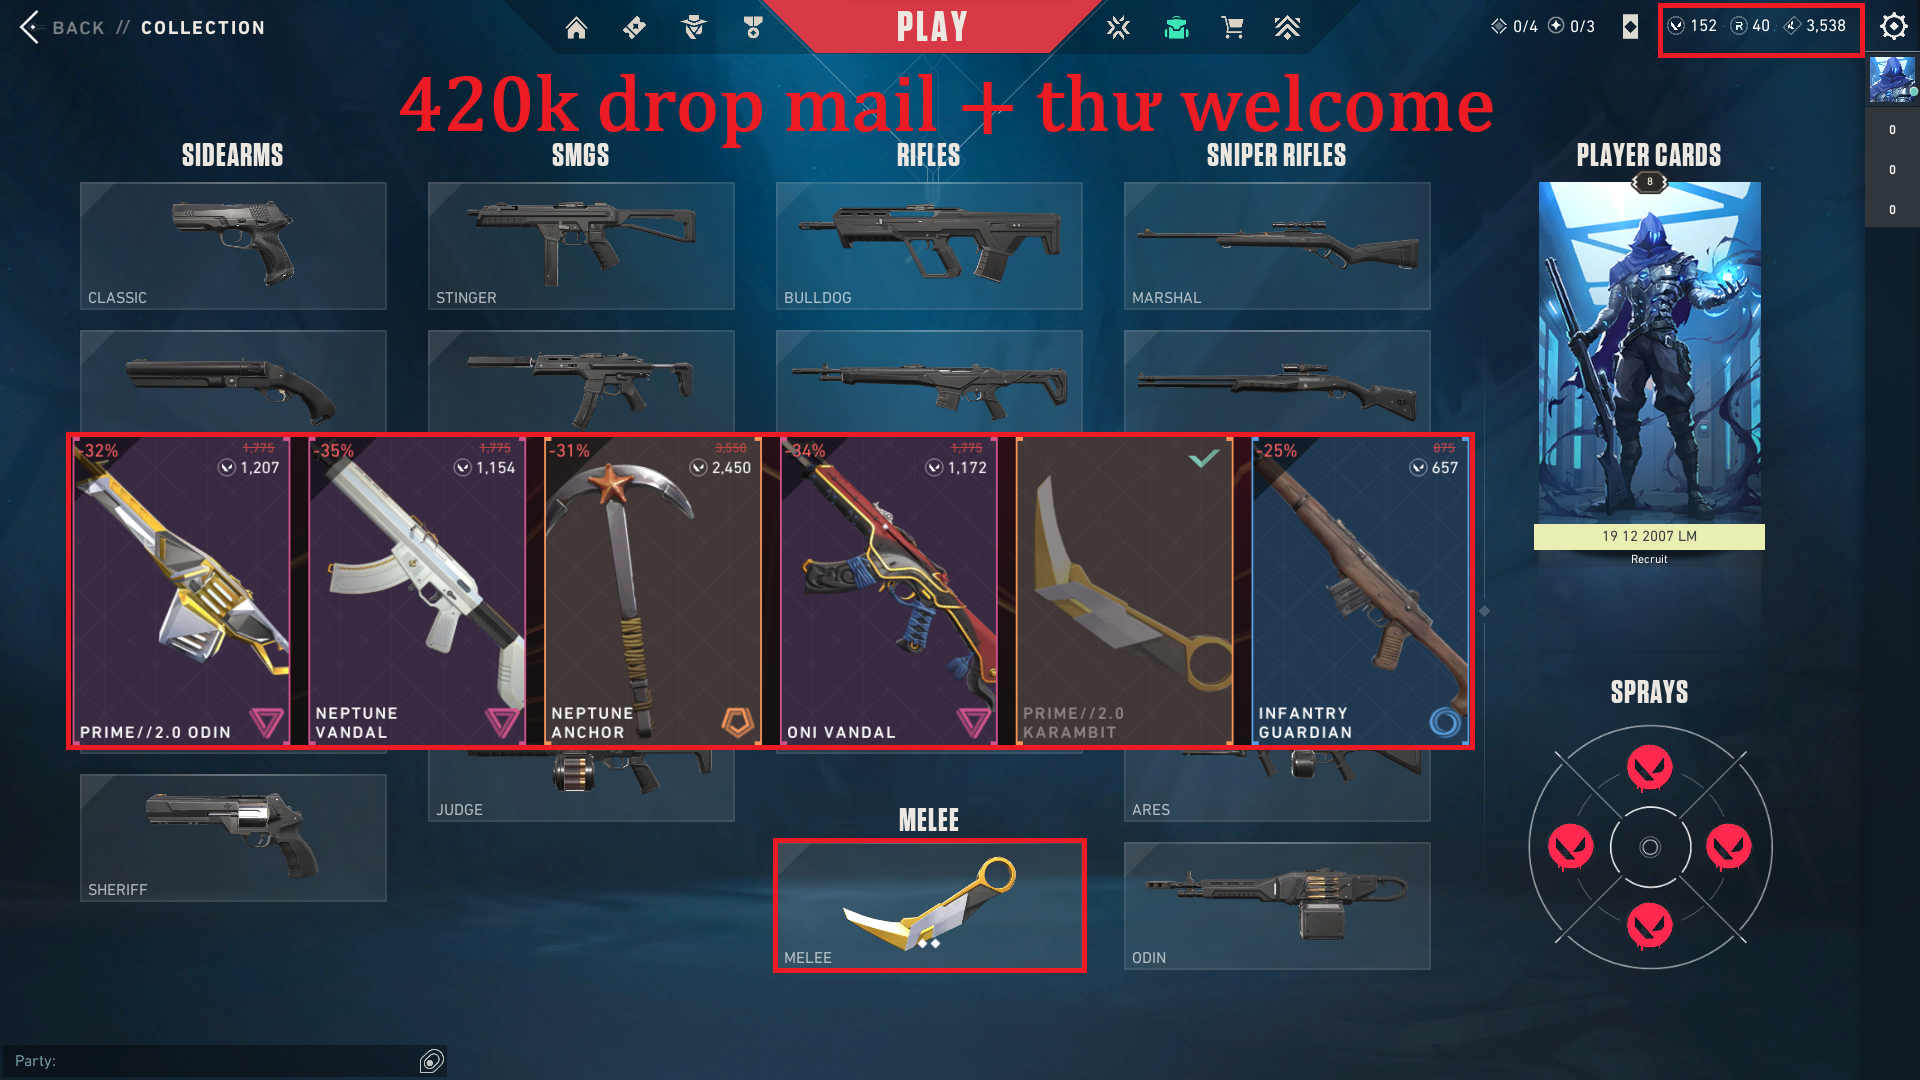 BACK // COLLECTION
PLAY
0/4 0/3
152 40 3,538
420k drop mail + thư welcome
SIDEARMS
SMGS
RIFLES
SNIPER RIFLES
PLAYER CARDS
8
0
0
0
CLASSIC
STINGER
BULLDOG
MARSHAL
-32% 1,775
1,207
PRIME//2.0 ODIN
-35% 1,775
1,154
NEPTUNE
VANDAL
-31% 3,550
2,450
NEPTUNE
ANCHOR
-34% 1,775
1,172
ONI VANDAL
PRIME//2.0
KARAMBIT
-25% 875
657
INFANTRY
GUARDIAN
19 12 2007 LM
Recruit
SPRAYS
SHERIFF
JUDGE
MELEE
MELEE
ARES
ODIN
Party: